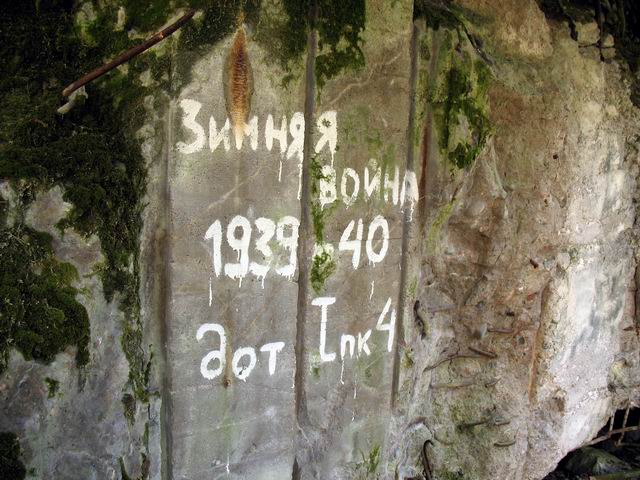 Зимняя
война
1939-40
дот Iпк4